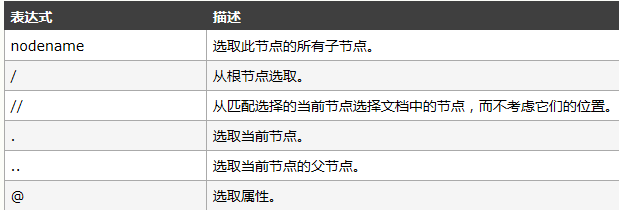 表达式 描述
nodename 选取此节点的所有子节点。
/ 从根节点选取。
// 从匹配选择的当前节点选择文档中的节点，而不考虑它们的位置。
. 选取当前节点。
.. 选取当前节点的父节点。
@ 选取属性。